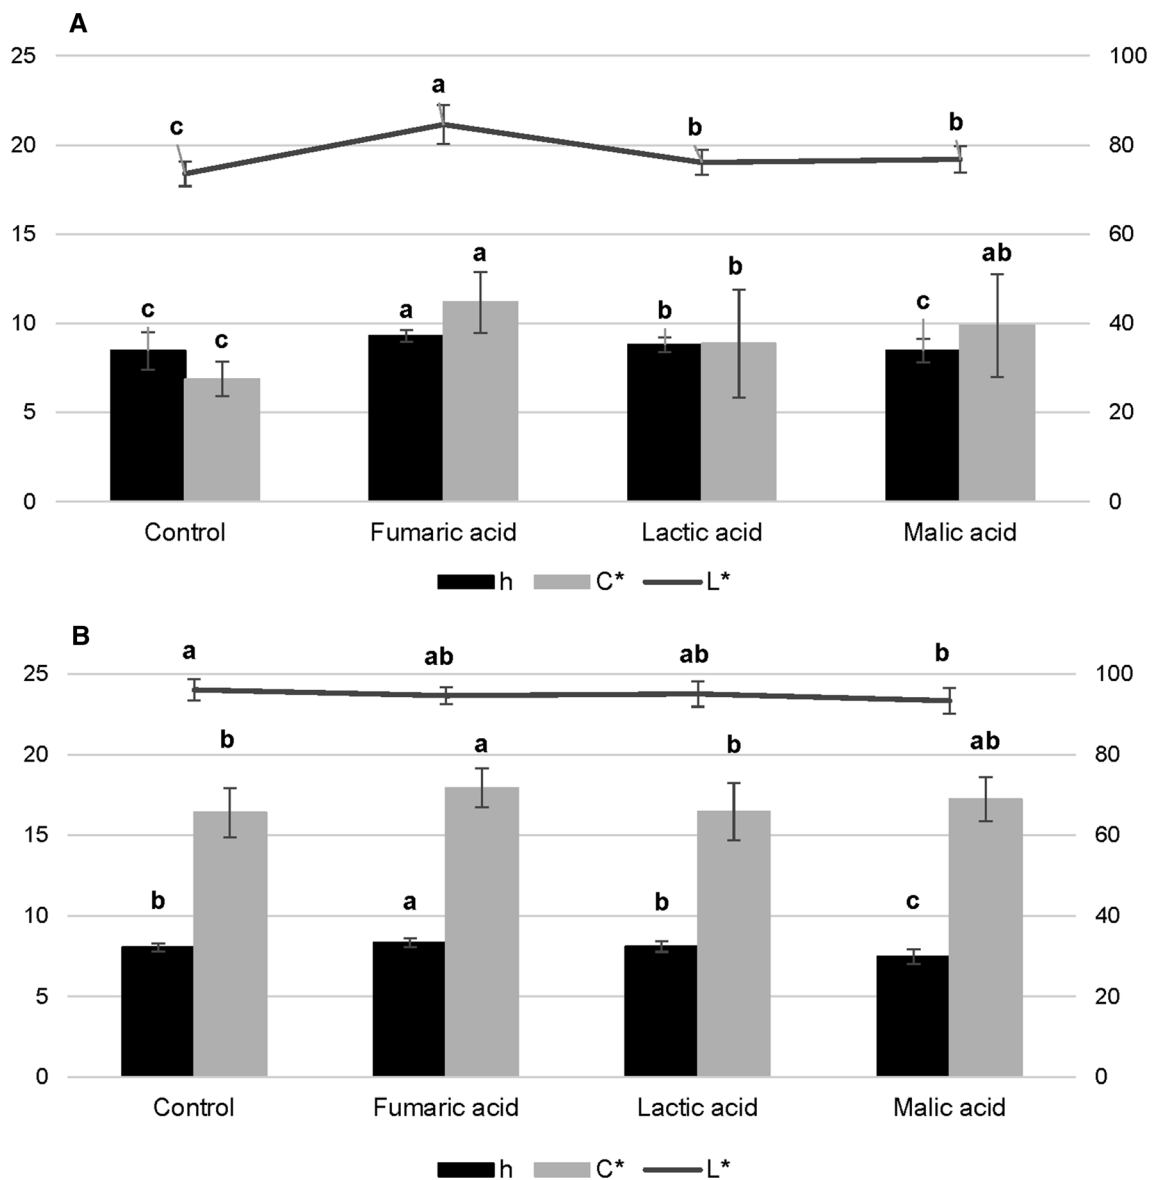 A
25 100
a
c b b
20 80
15 60
a b ab
c a b c
10 40
c
5 20
0 0
Control Fumaric acid Lactic acid Malic acid
h C* L*
B
a ab ab b
25 100
b a b ab
20 80
15 60
b a b c
10 40
5 20
0 0
Control Fumaric acid Lactic acid Malic acid
h C* L*